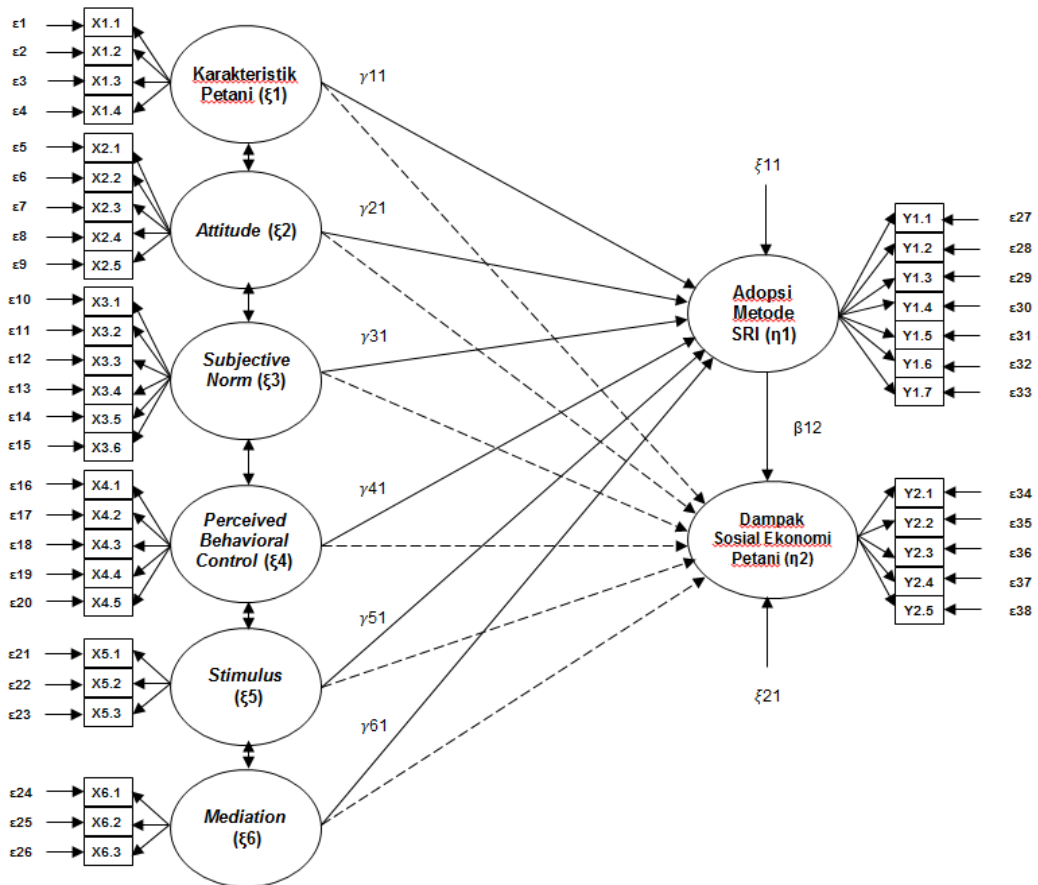 ε1
X1.1
ε2
X1.2
ε3
X1.3
ε4
X1.4
Karakteristik
Petani (ξ1)
γ11
ε5
X2.1
ε6
X2.2
ε7
X2.3
ε8
X2.4
ε9
X2.5
Attitude (ξ2)
γ21
ε10
X3.1
ε11
X3.2
ε12
X3.3
ε13
X3.4
ε14
X3.5
ε15
X3.6
Subjective
Norm (ξ3)
γ31
ε16
X4.1
ε17
X4.2
ε18
X4.3
ε19
X4.4
ε20
X4.5
Perceived
Behavioral
Control (ξ4)
γ41
ε21
X5.1
ε22
X5.2
ε23
X5.3
Stimulus
(ξ5)
γ51
ε24
X6.1
ε25
X6.2
ε26
X6.3
Mediation
(ξ6)
γ61
ξ11
Adopsi
Metode
SRI (η1)
Y1.1
ε27
Y1.2
ε28
Y1.3
ε29
Y1.4
ε30
Y1.5
ε31
Y1.6
ε32
Y1.7
ε33
β12
Dampak
Sosial Ekonomi
Petani (η2)
Y2.1
ε34
Y2.2
ε35
Y2.3
ε36
Y2.4
ε37
Y2.5
ε38
ξ21